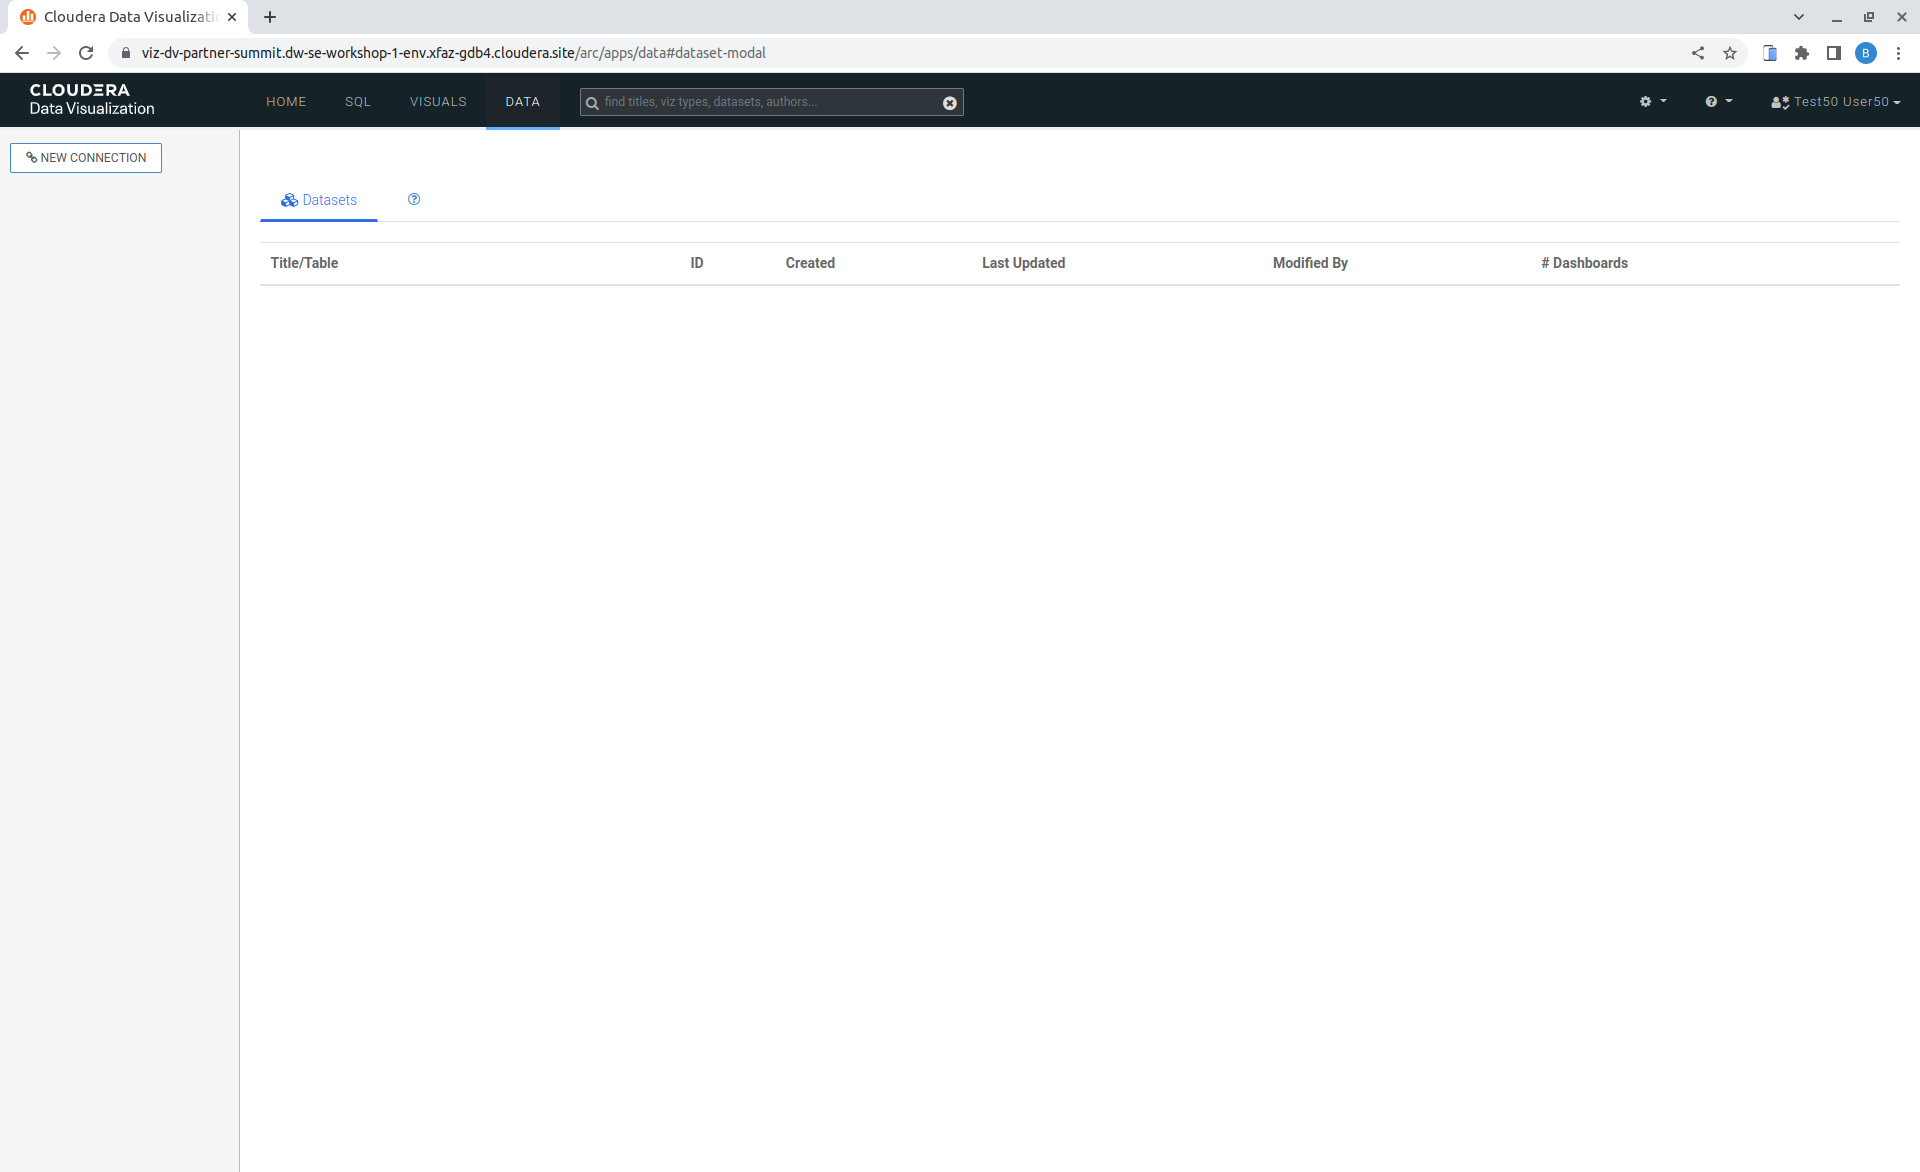 Cloudera Data Visualizati
viz-dv-partner-summit.dw-se-workshop-1-env.xfaz-gdb4.cloudera.site/arc/apps/data#dataset-modal
B
CLOUDERA
Data Visualization
HOME
SQL
VISUALS
DATA
find titles, viz types, datasets, authors...
Test50 User50
NEW CONNECTION
Datasets
Title/Table
ID
Created
Last Updated
Modified By
# Dashboards